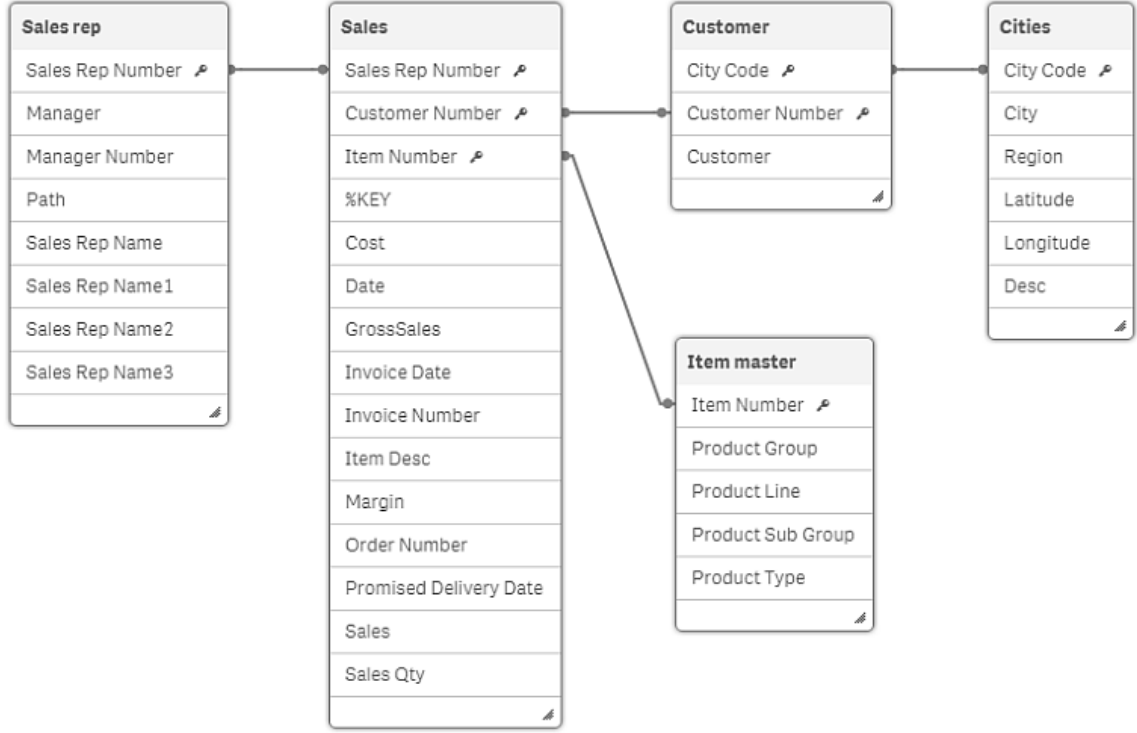 Sales rep
Sales Rep Number
Manager
Manager Number
Path
Sales Rep Name
Sales Rep Name1
Sales Rep Name2
Sales Rep Name3
Sales
Sales Rep Number
Customer Number
Item Number
%KEY
Cost
Date
GrossSales
Invoice Date
Invoice Number
Item Desc
Margin
Order Number
Promised Delivery Date
Sales
Sales Qty
Customer
City Code
Customer Number
Customer
Item master
Item Number
Product Group
Product Line
Product Sub Group
Product Type
Cities
City Code
City
Region
Latitude
Longitude
Desc